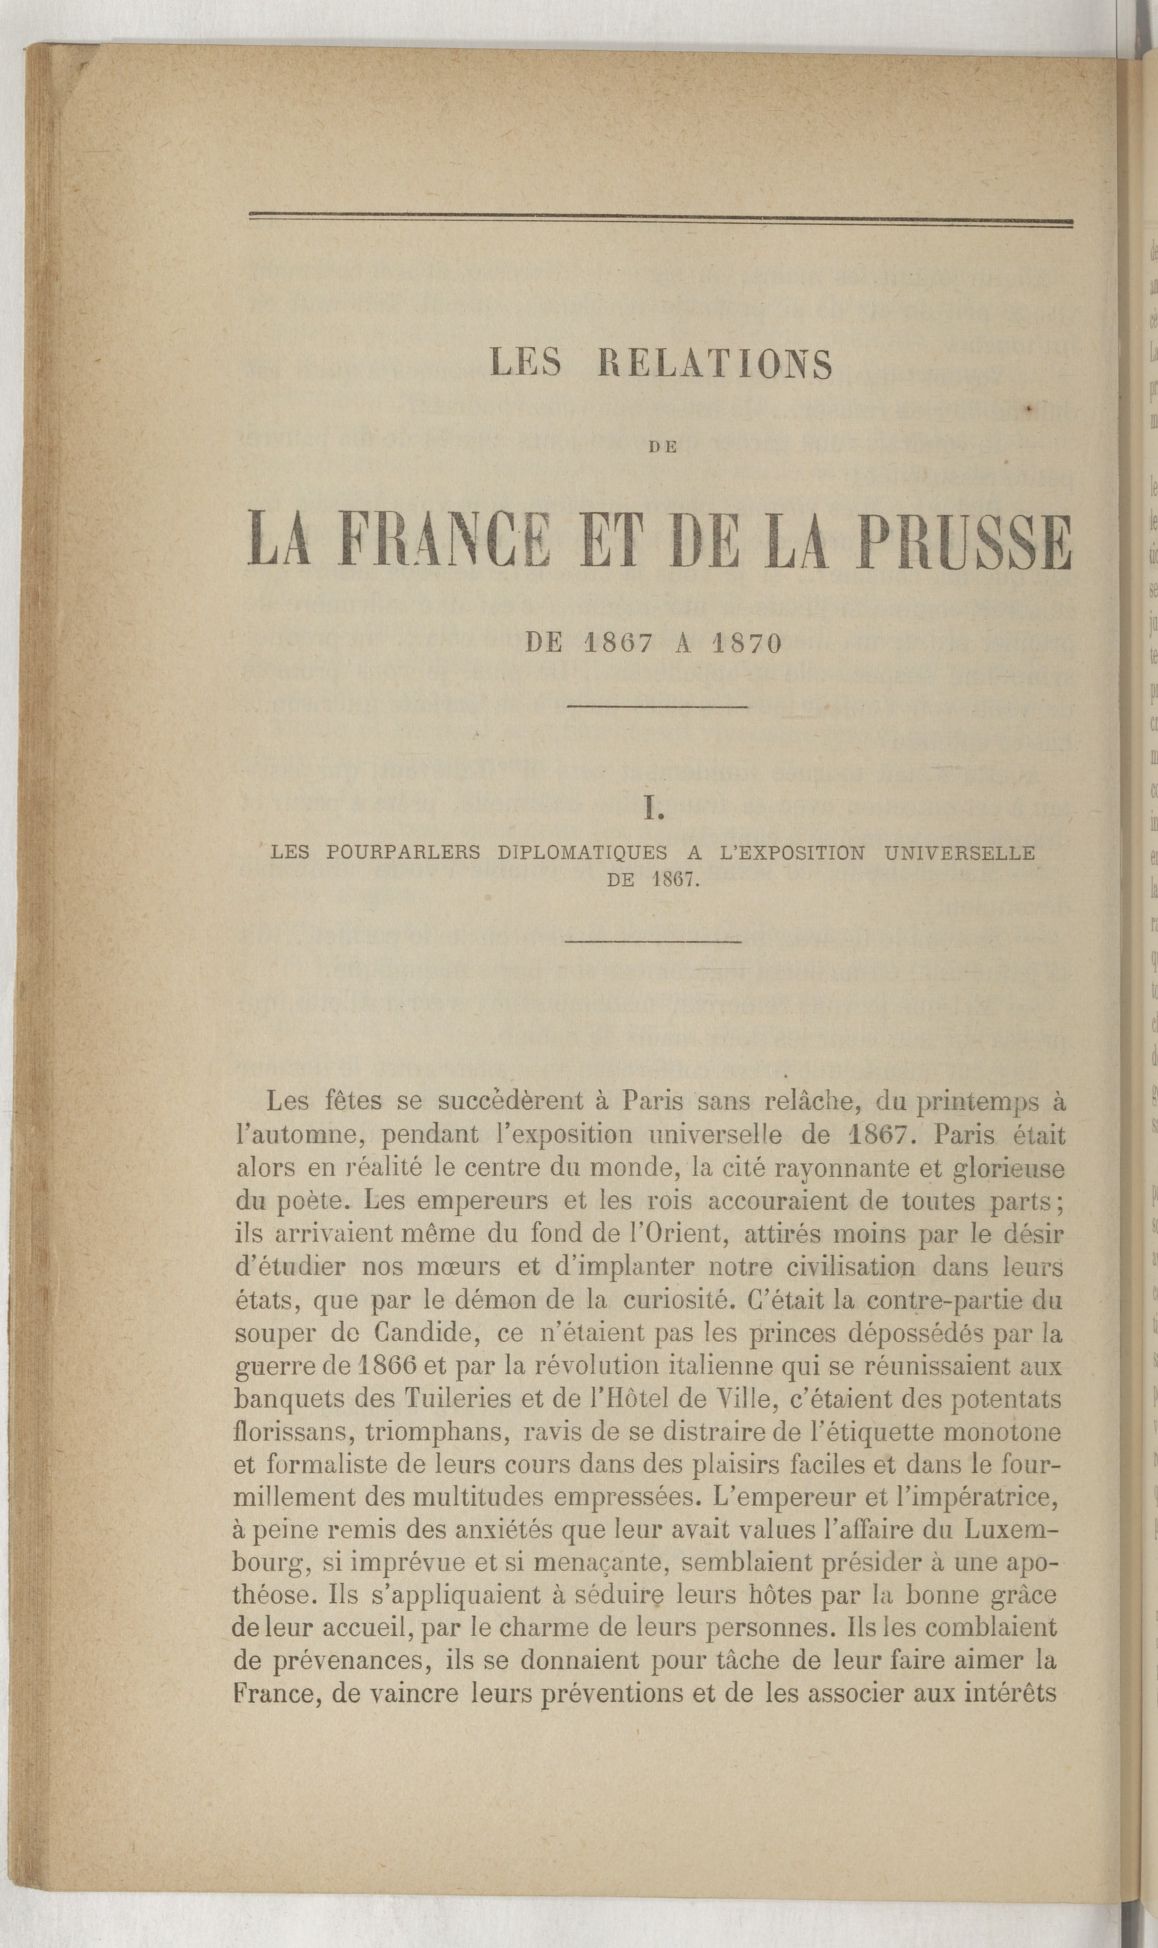 LES RELATIONS
DE
LA FRANCE ET DE LA PRUSSE
DE 1867 A 1870
I.
LES POURPARLERS DIPLOMATIQUES A L'EXPOSITION UNIVERSELLE
DE 1867.
Les fêtes se succédèrent à Paris sans relâche, du printemps à
l'automne, pendant l'exposition universelle de 1867. Paris était
alors en réalité le centre du monde, la cité rayonnante et glorieuse
du poète. Les empereurs et les rois accouraient de toutes parts;
ils arrivaient même du fond de l'Orient, attirés moins par le désir
d'étudier nos mœurs et d'implanter notre civilisation dans leurs
états, que par le démon de la curiosité. C'était la contre-partie du
souper de Candide, ce n'étaient pas les princes dépossédés par la
guerre de 1866 et par la révolution italienne qui se réunissaient aux
banquets des Tuileries et de l'Hôtel de Ville, c'étaient des potentats
florissans, triomphans, ravis de se distraire de l'étiquette monotone
et formaliste de leurs cours dans des plaisirs faciles et dans le four-
millement des multitudes empressées. L'empereur et l'impératrice,
à peine remis des anxiétés que leur avait values l'affaire du Luxem-
bourg, si imprévue et si menaçante, semblaient présider à une apo-
théose. Ils s'appliquaient à séduire leurs hôtes par la bonne grâce
de leur accueil, par le charme de leurs personnes. Ils les comblaient
de prévenances, ils se donnaient pour tâche de leur faire aimer la
France, de vaincre leurs préventions et de les associer aux intérêts